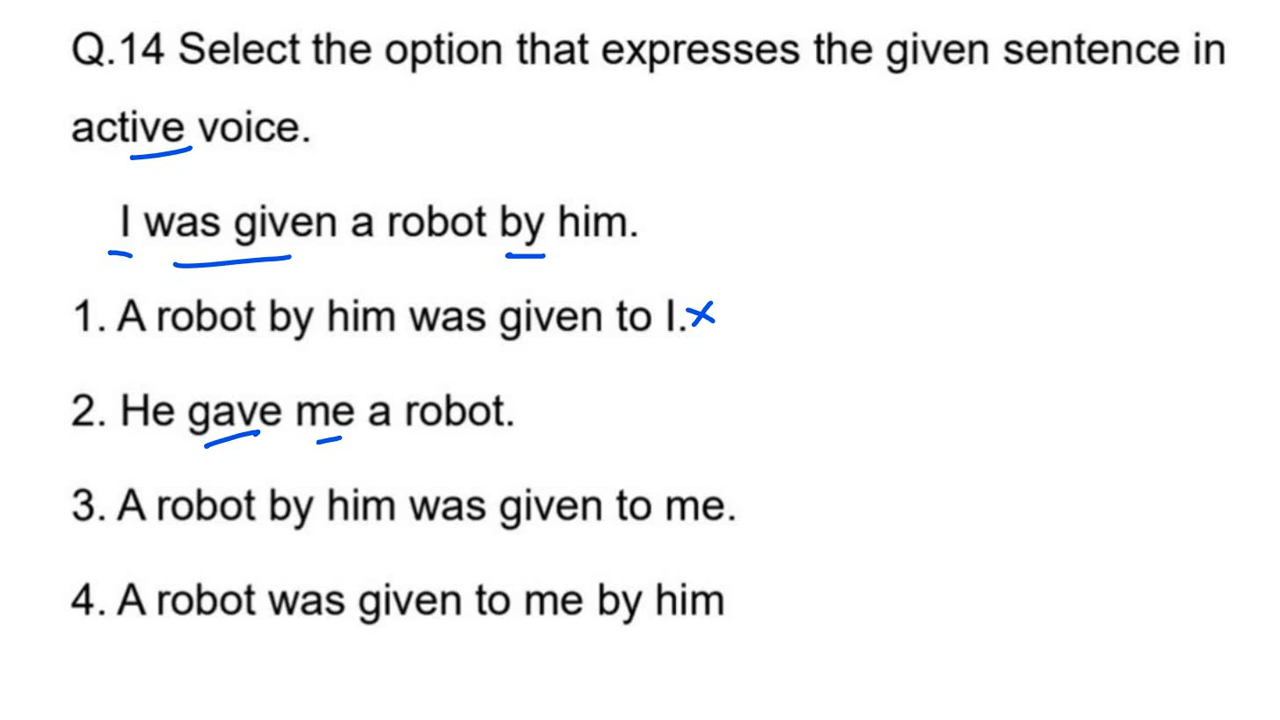 Q.14 Select the option that expresses the given sentence in
active voice.
I was given a robot by him.
1. A robot by him was given to I.
2. He gave me a robot.
3. A robot by him was given to me.
4. A robot was given to me by him